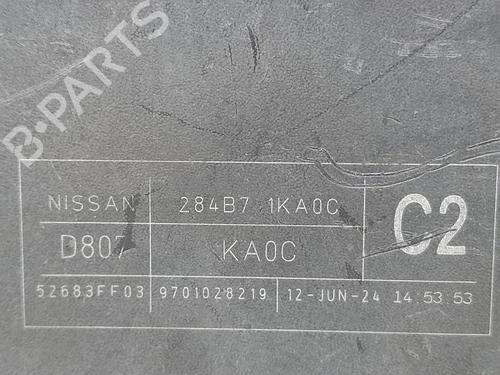 B-PARTS
NISSAN 284B7 1KA0C C2
D807 KA0C
52683FF03 9701028219 12-JUN-24 14:53:53